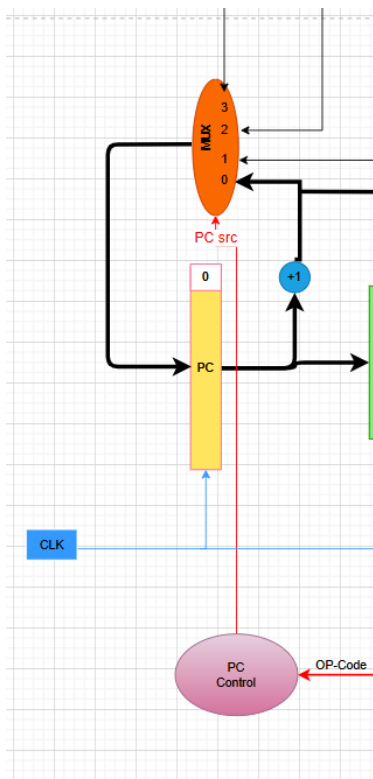 3
MUX
2
1
0
PC src
0
+1
PC
CLK
PC
Control
OP-Code